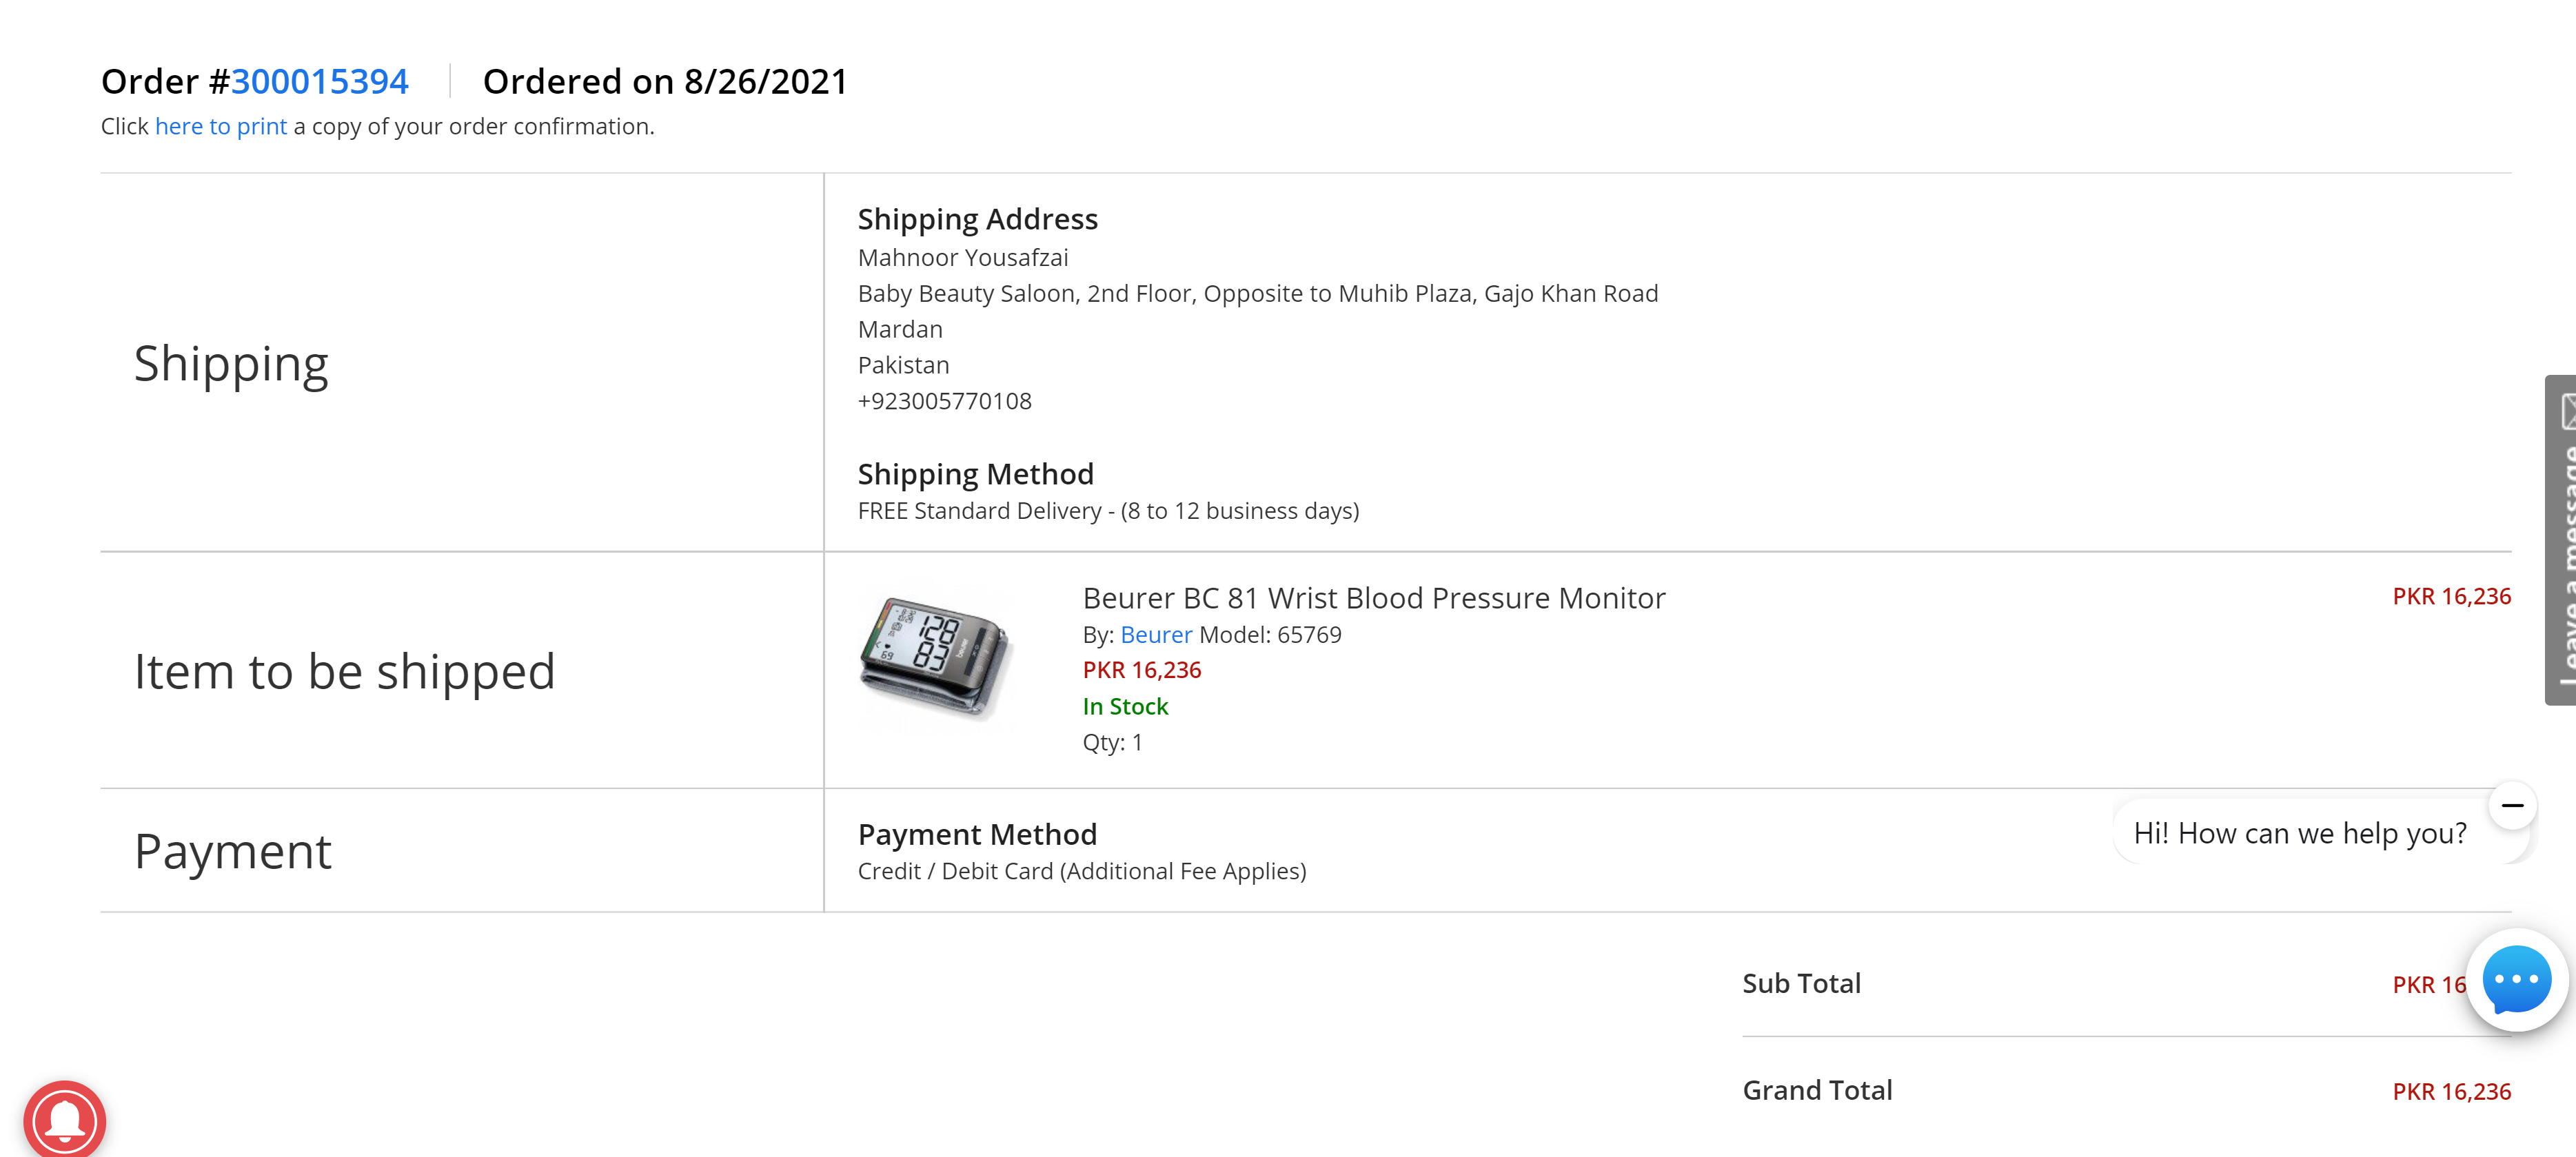 Order #300015394
Ordered on 8/26/2021
Click here to print a copy of your order confirmation.
Shipping
Shipping Address
Mahnoor Yousafzai
Baby Beauty Saloon, 2nd Floor, Opposite to Muhib Plaza, Gajo Khan Road
Mardan
Pakistan
+923005770108
Shipping Method
FREE Standard Delivery - (8 to 12 business days)
Leave a message
Item to be shipped
128
83
69
beurer
Beurer BC 81 Wrist Blood Pressure Monitor
PKR 16,236
By: Beurer Model: 65769
PKR 16,236
In Stock
Qty: 1
Payment
Payment Method
Credit / Debit Card (Additional Fee Applies)
Hi! How can we help you?
Sub Total
PKR 16
Grand Total
PKR 16,236